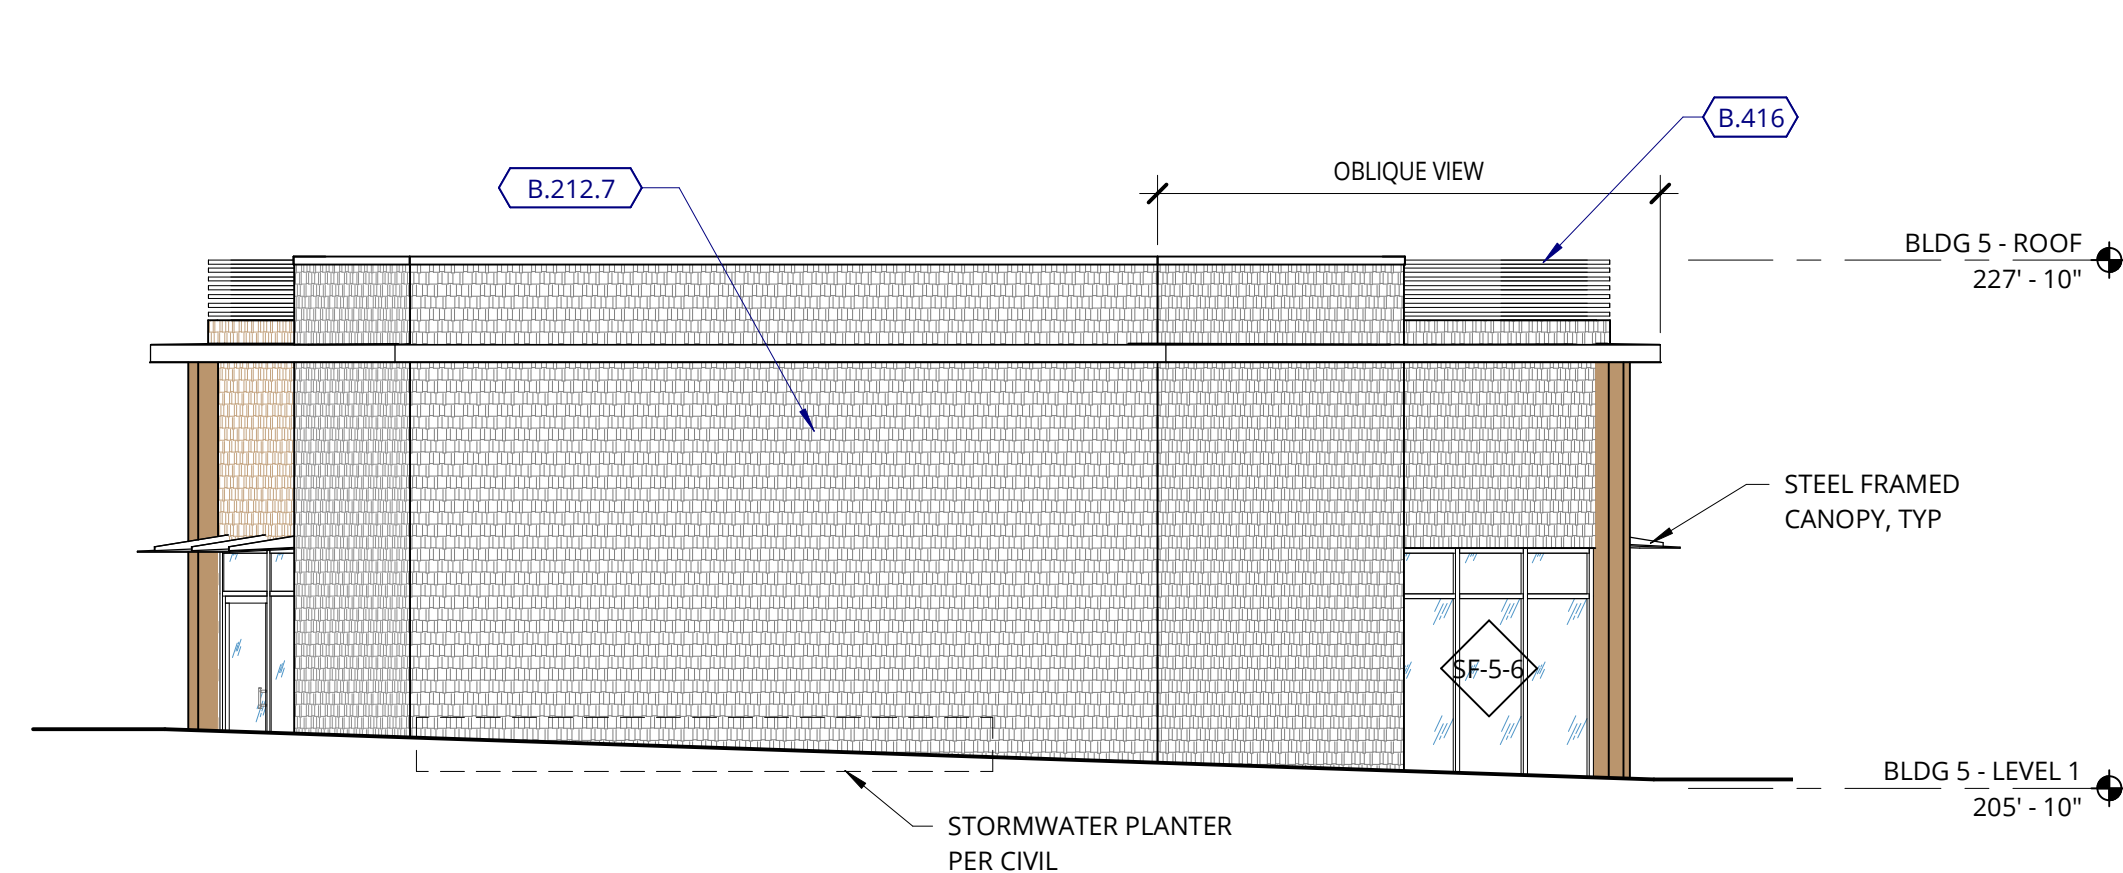 B.416
OBLIQUE VIEW
B.212.7
BLDG 5 - ROOF
227' - 10"
STEEL FRAMED
CANOPY, TYP
SF-5-6
BLDG 5 - LEVEL 1
205' - 10"
STORMWATER PLANTER
PER CIVIL